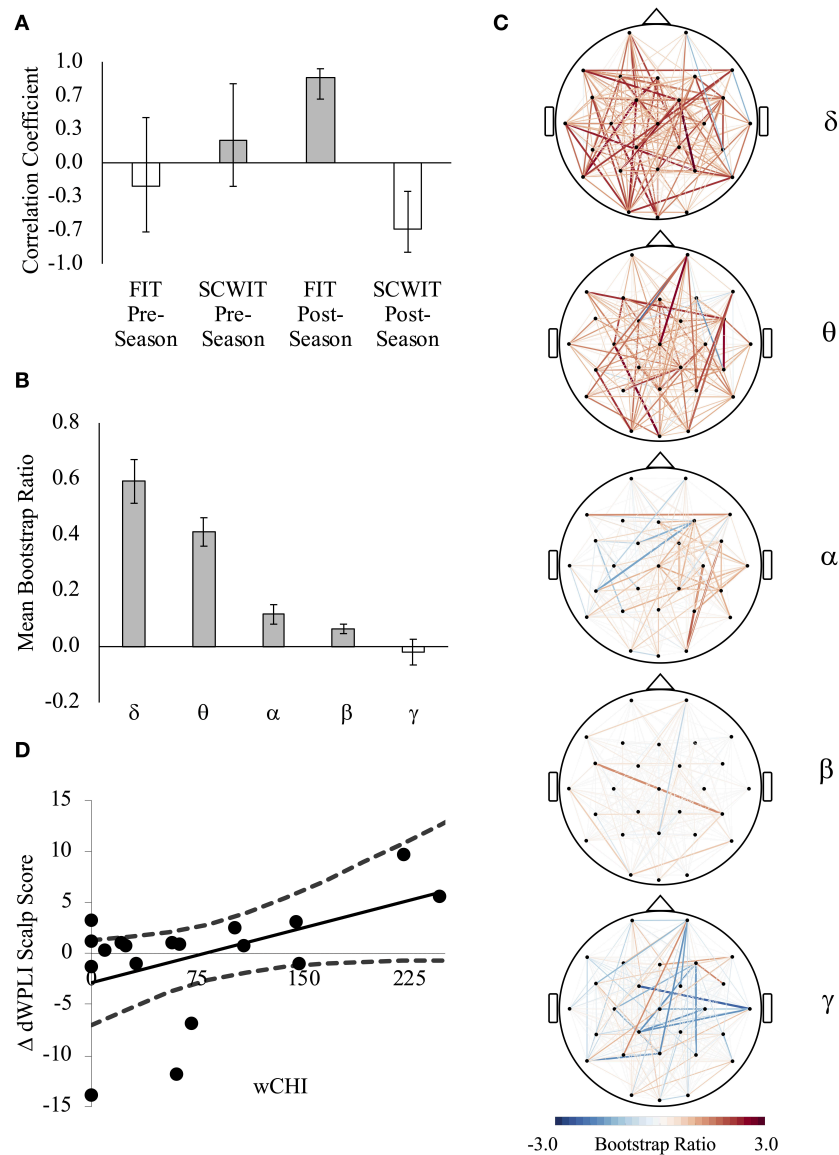 A
Correlation Coefficient
1.0
0.7
0.3
0.0
-0.3
-0.7
-1.0
FIT
Pre-
Season
SCWIT
Pre-
Season
FIT
Post-
Season
SCWIT
Post-
Season
B
Mean Bootstrap Ratio
0.8
0.6
0.4
0.2
0.0
-0.2
δ θ α β γ
D
Δ dWPLI Scalp Score
15
10
5
0
-5
-10
-15
0 75 150 225
wCHI
C
δ
θ
α
β
γ
-3.0 Bootstrap Ratio 3.0